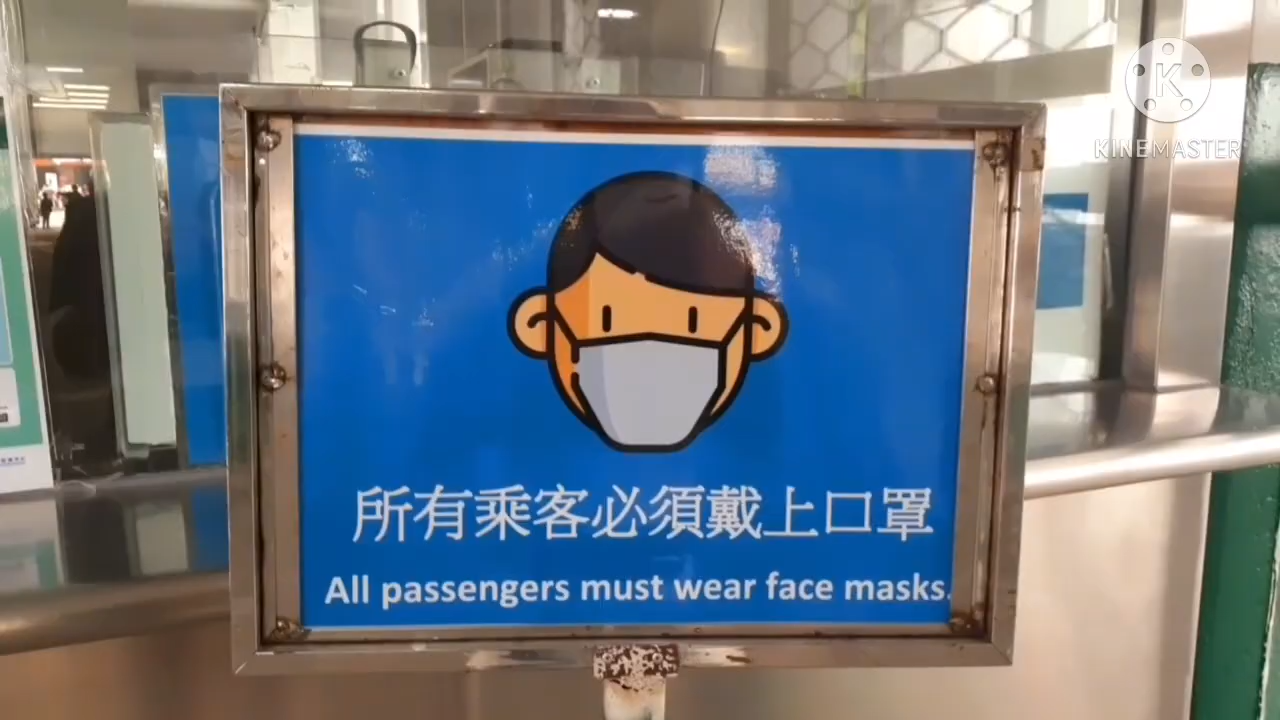 K
KINEMASTER
所有乘客必須戴上口罩
All passengers must wear face masks.